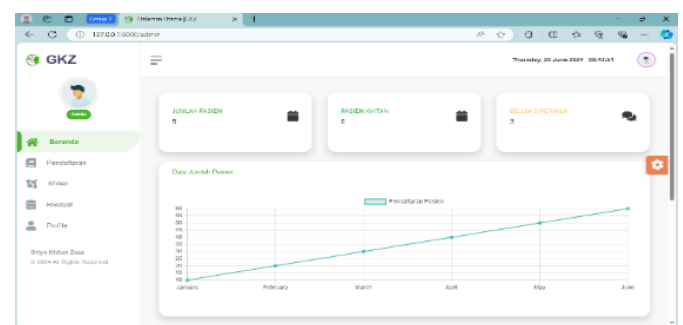 Group 1
Halaman Utama | GKZ
127.0.0.1:8000/admin
GKZ
Thursday, 20 June 2024
Admin
JUMLAH PASIEN
5
PASIEN KHITAN
6
BELUM DIPERIKSA
3
Beranda
Pendaftaran
Khitan
Riwayat
Profile
Data Jumlah Pasien
Pendaftaran Pasien
60
55
50
45
40
35
30
25
20
15
10
January
February
March
April
May
June
Griya Khitan Zaza
© 2024 All Rights Reserved